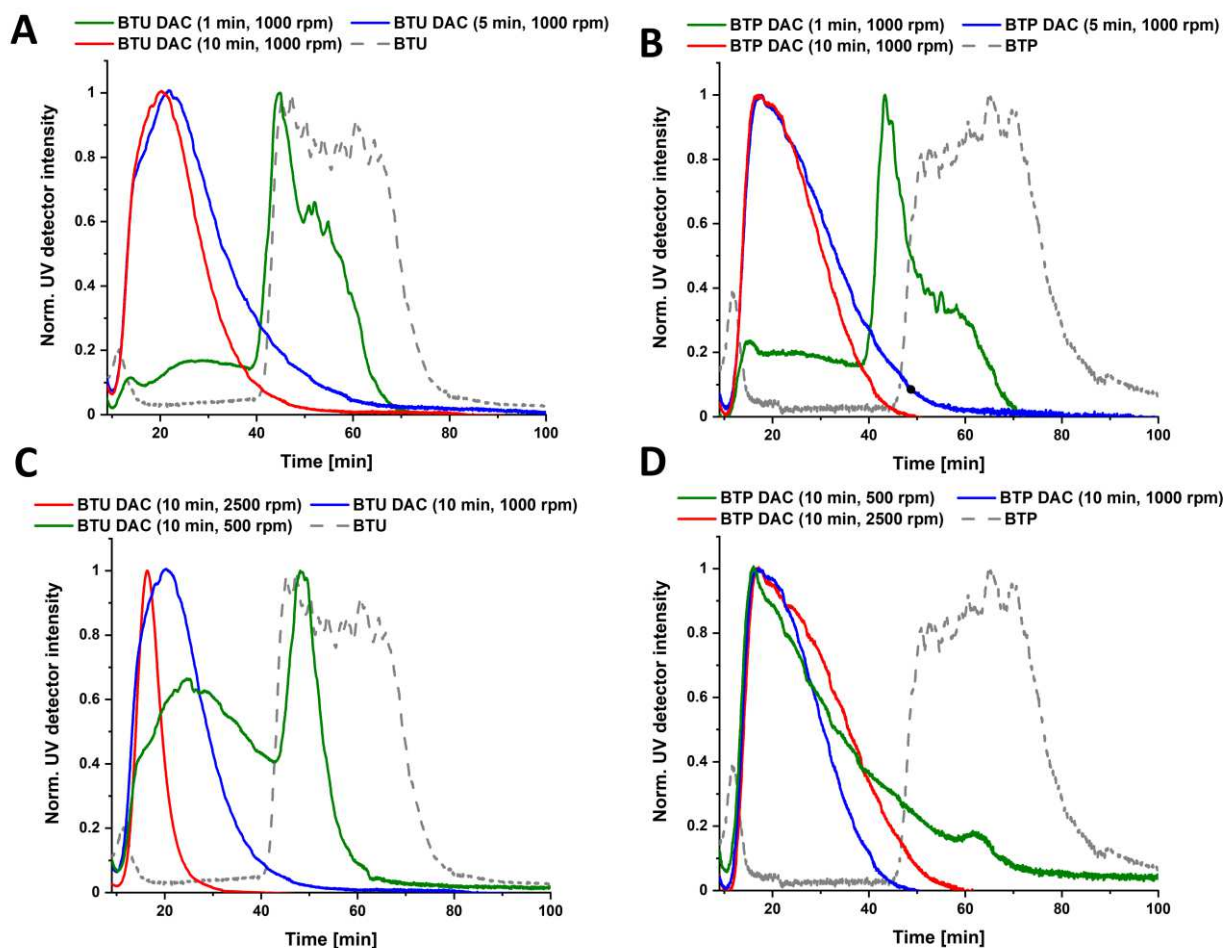 A
BTU DAC (1 min, 1000 rpm) BTU DAC (5 min, 1000 rpm)
BTU DAC (10 min, 1000 rpm) BTU
Norm. UV detector intensity
1
0.8
0.6
0.4
0.2
0
20 40 60 80 100
Time [min]
B
BTP DAC (1 min, 1000 rpm) BTP DAC (5 min, 1000 rpm)
BTP DAC (10 min, 1000 rpm) BTP
Norm. UV detector intensity
1
0.8
0.6
0.4
0.2
0
20 40 60 80 100
Time [min]
C
BTU DAC (10 min, 2500 rpm) BTU DAC (10 min, 1000 rpm)
BTU DAC (10 min, 500 rpm) BTU
Norm. UV detector intensity
1
0.8
0.6
0.4
0.2
0
20 40 60 80 100
Time [min]
D
BTP DAC (10 min, 500 rpm) BTP DAC (10 min, 1000 rpm)
BTP DAC (10 min, 2500 rpm) BTP
Norm. UV detector intensity
1
0.8
0.6
0.4
0.2
0
20 40 60 80 100
Time [min]